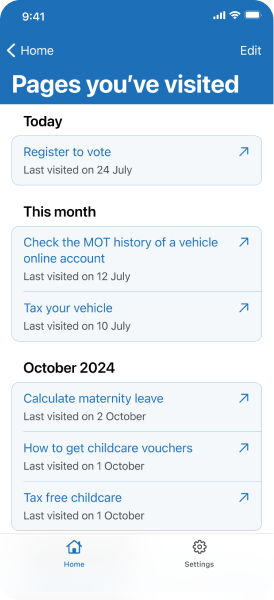 9:41
Home
Edit
Pages you’ve visited
Today
Register to vote
Last visited on 24 July
This month
Check the MOT history of a vehicle
online account
Last visited on 12 July
Tax your vehicle
Last visited on 10 July
October 2024
Calculate maternity leave
Last visited on 2 October
How to get childcare vouchers
Last visited on 1 October
Tax free childcare
Last visited on 1 October
Home
Settings